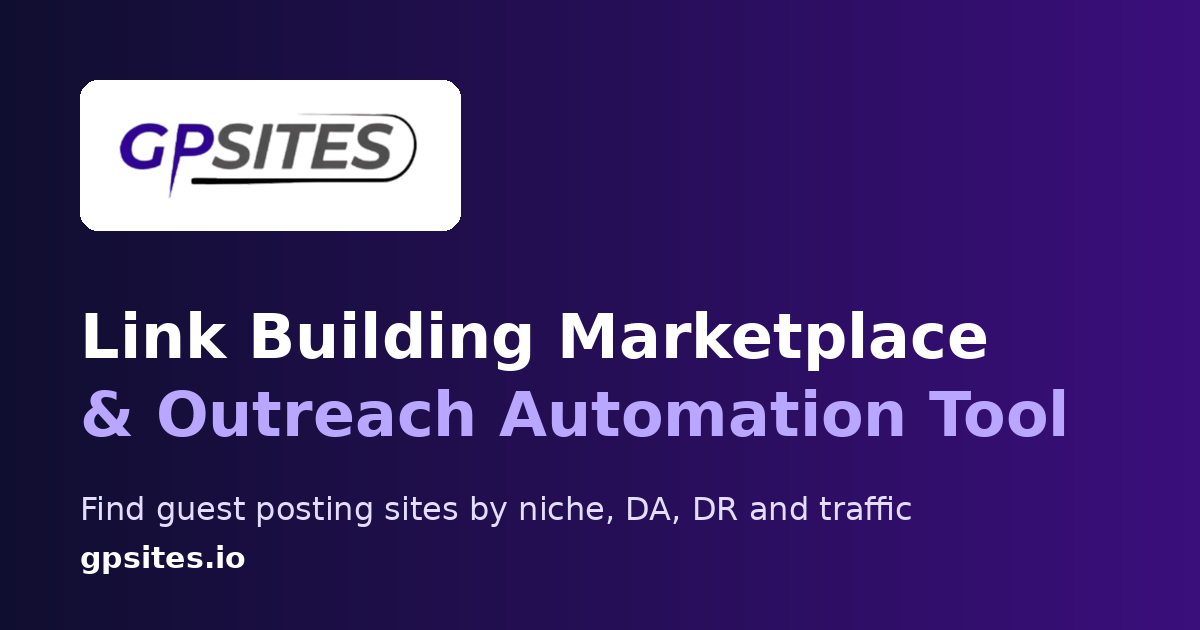 GPSITES
Link Building Marketplace
& Outreach Automation Tool
Find guest posting sites by niche, DA, DR and traffic
gpsites.io